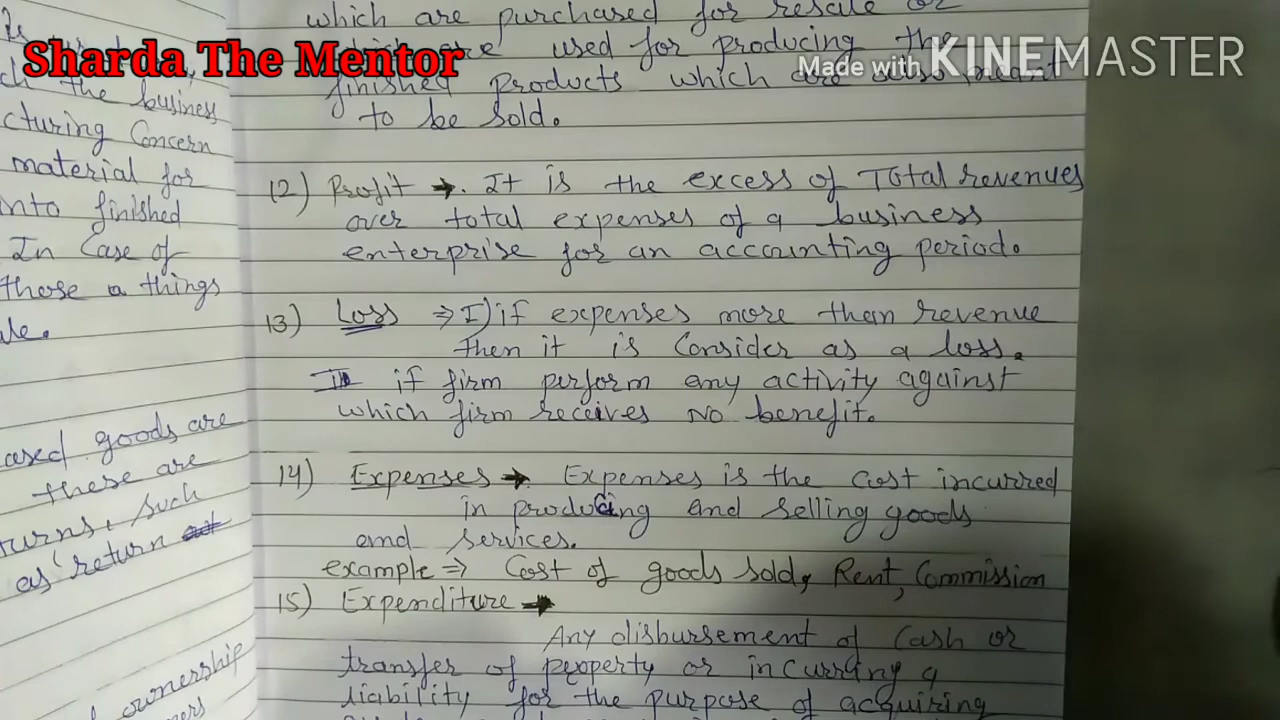 which are purchased for resale or
Sharda The Mentor
Made with KINEMASTER
which are used for producing the
finished products which are also meant
to be sold.
12) Profit →. It is the excess of Total revenues
over total expenses of a business
enterprise for an accounting period.
13) Loss ⇒ I) if expenses more then revenue
then it is Consider as a loss.
II if firm perform any activity against
which firm receives No benefit.
14) Expenses → Expenses is the Cost incurred
in producing and selling goods
and services.
example ⇒ Cost of goods sold, Rent, Commission
15) Expenditure →
Any disbursement of Cash or
transfer of property or incurring a
liability for the purpose of acquiring
the business
cturing Concern
material for
into finished
In Case of
those a things
ased goods are
these are
turns, such
as return
ownership